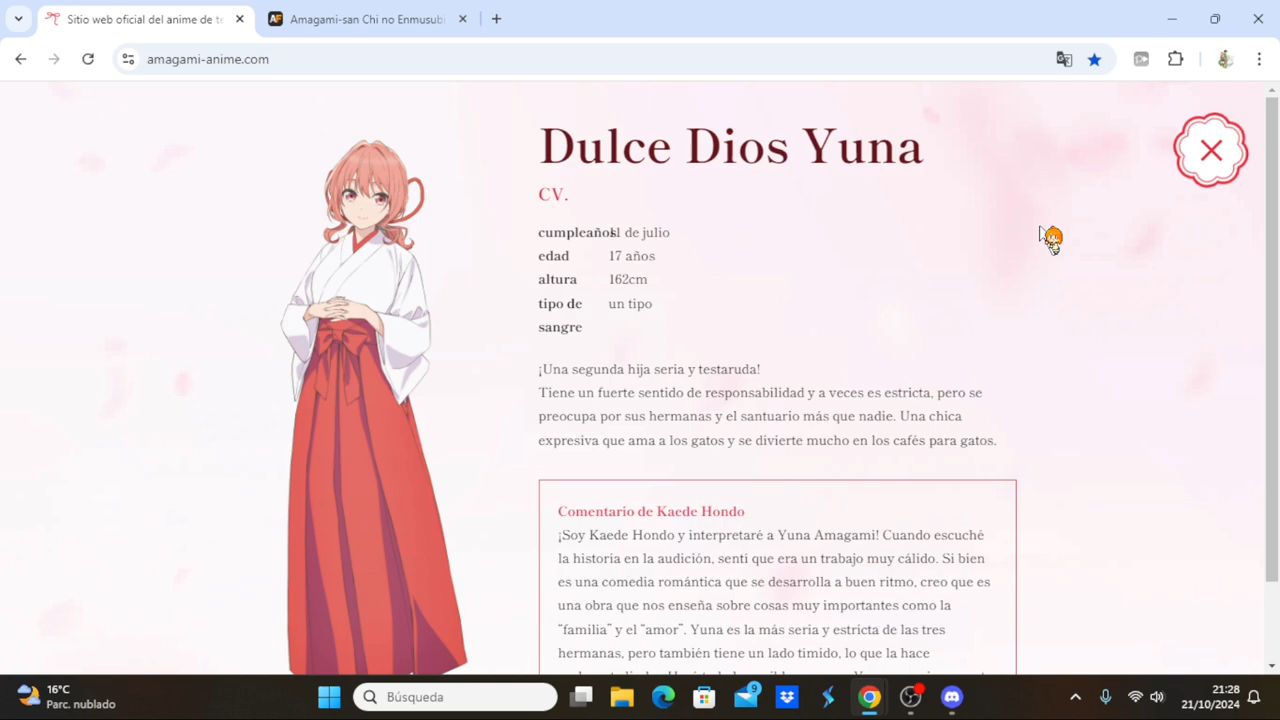 Sitio web oficial del anime de te
Amagami-san Chi no Enmusubi
amagami-anime.com
Dulce Dios Yuna
CV.
cumpleaños 11 de julio
edad 17 años
altura 162cm
tipo de un tipo
sangre
¡Una segunda hija seria y testaruda!
Tiene un fuerte sentido de responsabilidad y a veces es estricta, pero se
preocupa por sus hermanas y el santuario más que nadie. Una chica
expresiva que ama a los gatos y se divierte mucho en los cafés para gatos.
Comentario de Kaede Hondo
¡Soy Kaede Hondo y interpretaré a Yuna Amagami! Cuando escuché
la historia en la audición, sentí que era un trabajo muy cálido. Si bien
es una comedia romántica que se desarrolla a buen ritmo, creo que es
una obra que nos enseña sobre cosas muy importantes como la
"familia" y el "amor". Yuna es la más seria y estricta de las tres
hermanas, pero también tiene un lado tímido, lo que la hace
16°C
Parc. nublado
Búsqueda
9
21:28
21/10/2024